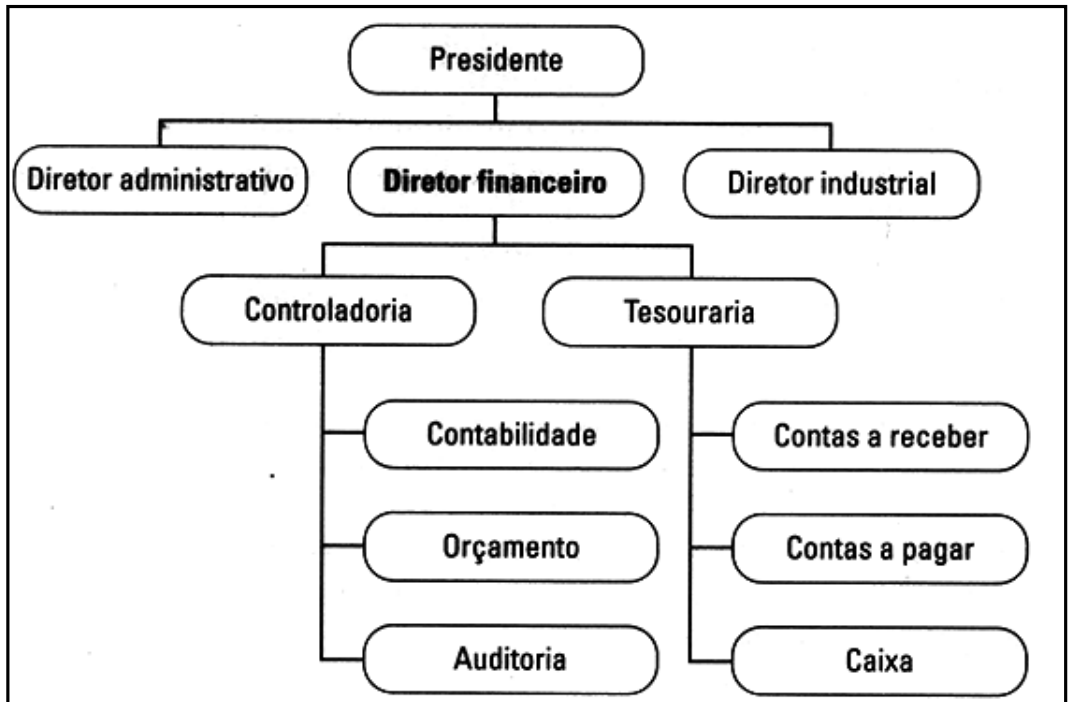 Presidente
Diretor administrativo
Diretor financeiro
Diretor industrial
Controladoria
Tesouraria
Contabilidade
Contas a receber
Orçamento
Contas a pagar
Auditoria
Caixa